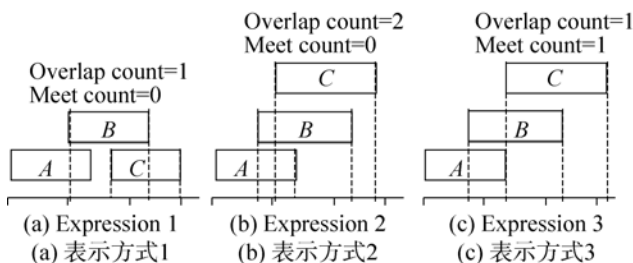 Overlap count=1
Meet count=0
B
A
C
(a) Expression 1
(a) 表示方式1
Overlap count=2
Meet count=0
C
B
A
(b) Expression 2
(b) 表示方式2
Overlap count=1
Meet count=1
C
B
A
(c) Expression 3
(c) 表示方式3